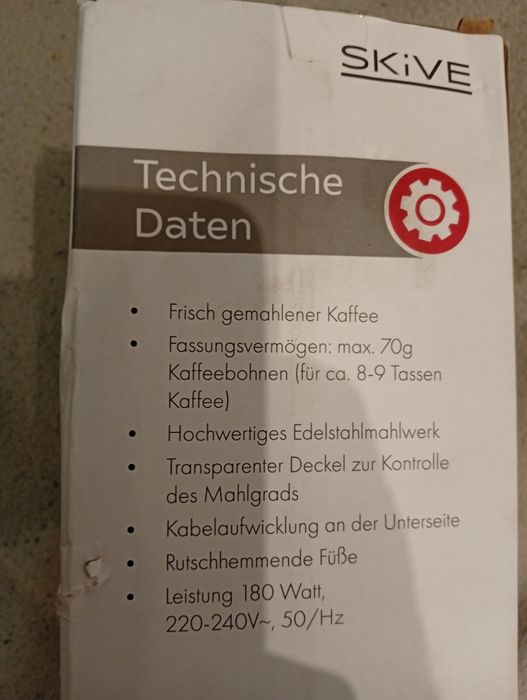 SKiVE
Technische
Daten
• Frisch gemahlener Kaffee
• Fassungsvermögen: max. 70g
Kaffeebohnen (für ca. 8-9 Tassen
Kaffee)
• Hochwertiges Edelstahlmahlwerk
• Transparenter Deckel zur Kontrolle
des Mahlgrads
• Kabelaufwicklung an der Unterseite
• Rutschhemmende Füße
• Leistung 180 Watt,
220-240V~, 50/Hz